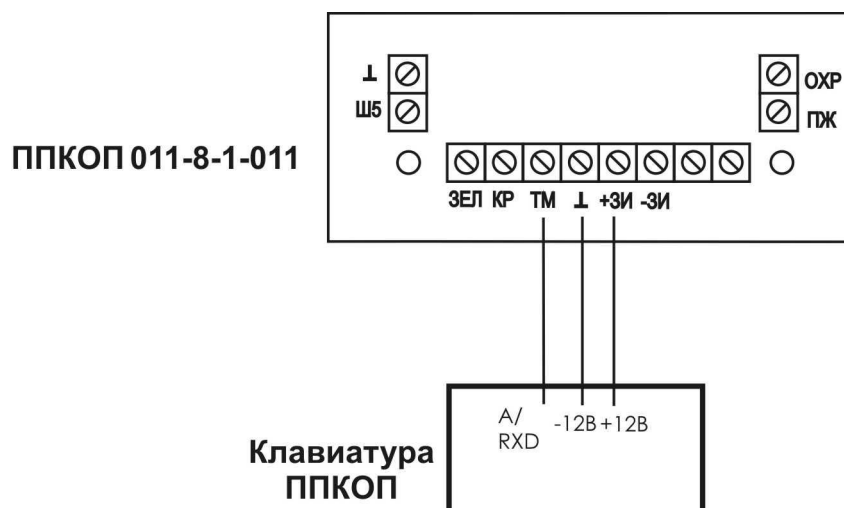 ⊥
Ш5
ОХР
ПЖ
ППКОП 011-8-1-011
ЗЕЛ КР ТМ ⊥ +ЗИ -ЗИ
А/
RXD
-12В +12В
Клавиатура
ППКОП